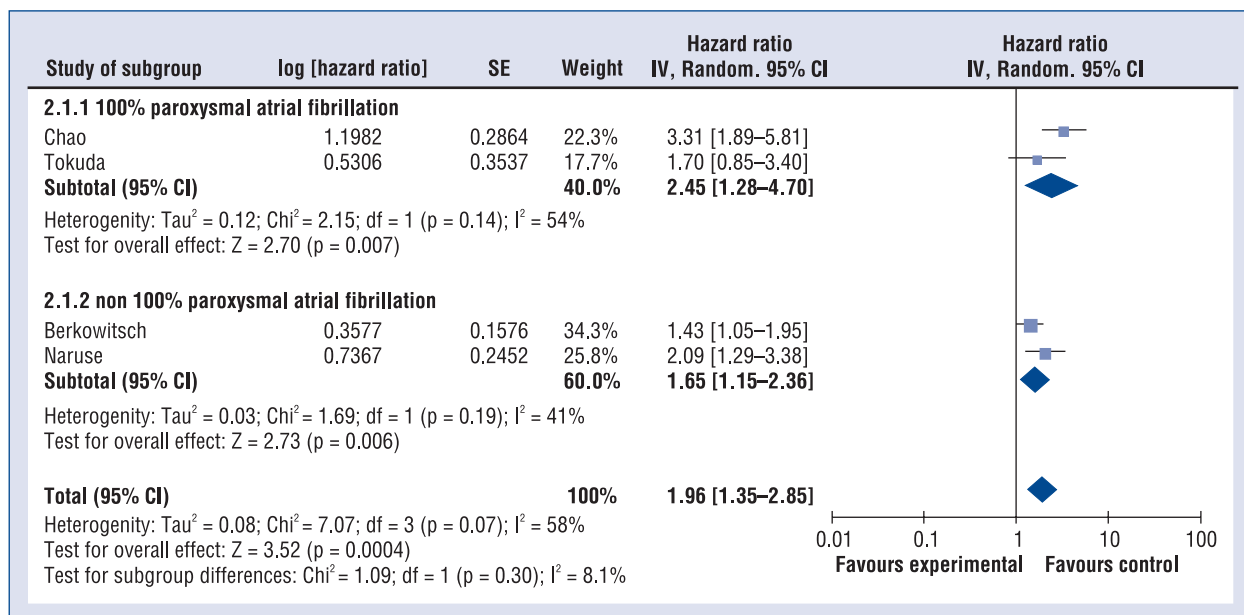 Hazard ratio Hazard ratio
Study of subgroup log [hazard ratio] SE Weight IV, Random. 95% CI IV, Random. 95% CI
2.1.1 100% paroxysmal atrial fibrillation
Chao 1.1982 0.2864 22.3% 3.31 [1.89–5.81]
Tokuda 0.5306 0.3537 17.7% 1.70 [0.85–3.40]
Subtotal (95% CI) 40.0% 2.45 [1.28–4.70]
Heterogenity: Tau² = 0.12; Chi² = 2.15; df = 1 (p = 0.14); I² = 54%
Test for overall effect: Z = 2.70 (p = 0.007)
2.1.2 non 100% paroxysmal atrial fibrillation
Berkowitsch 0.3577 0.1576 34.3% 1.43 [1.05–1.95]
Naruse 0.7367 0.2452 25.8% 2.09 [1.29–3.38]
Subtotal (95% CI) 60.0% 1.65 [1.15–2.36]
Heterogenity: Tau² = 0.03; Chi² = 1.69; df = 1 (p = 0.19); I² = 41%
Test for overall effect: Z = 2.73 (p = 0.006)
Total (95% CI) 100% 1.96 [1.35–2.85]
Heterogenity: Tau² = 0.08; Chi² = 7.07; df = 3 (p = 0.07); I² = 58%
Test for overall effect: Z = 3.52 (p = 0.0004)
Test for subgroup differences: Chi² = 1.09; df = 1 (p = 0.30); I² = 8.1%
0.01 0.1 1 10 100
Favours experimental Favours control